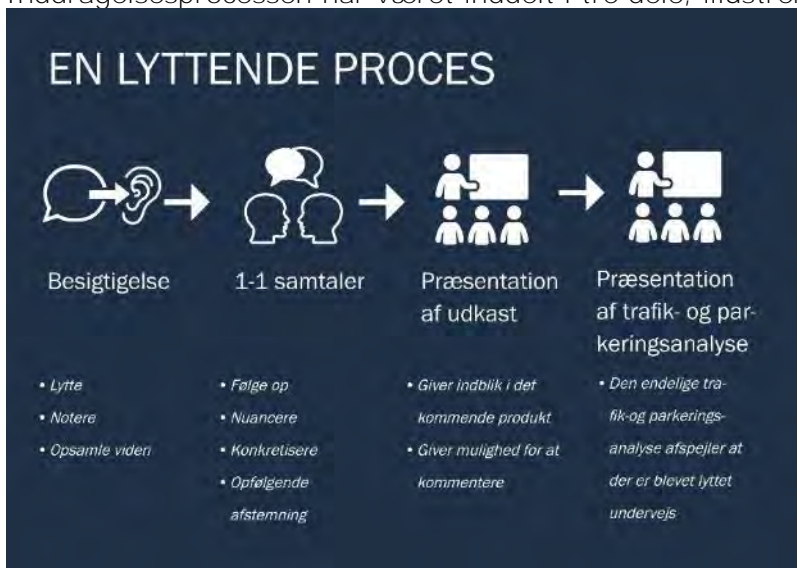 EN LYTTENDE PROCES
Besigtigelse
1-1 samtaler
Præsentation
af udkast
Præsentation
af trafik- og par-
keringsanalyse
• Lytte
• Notere
• Opsamle viden
• Følge op
• Nuancere
• Konkretisere
• Opfølgende
afstemning
• Giver indblik i det
kommende produkt
• Giver mulighed for at
kommentere
• Den endelige tra-
fik-og parkerings-
analyse afspejler at
der er blevet lyttet
undervejs